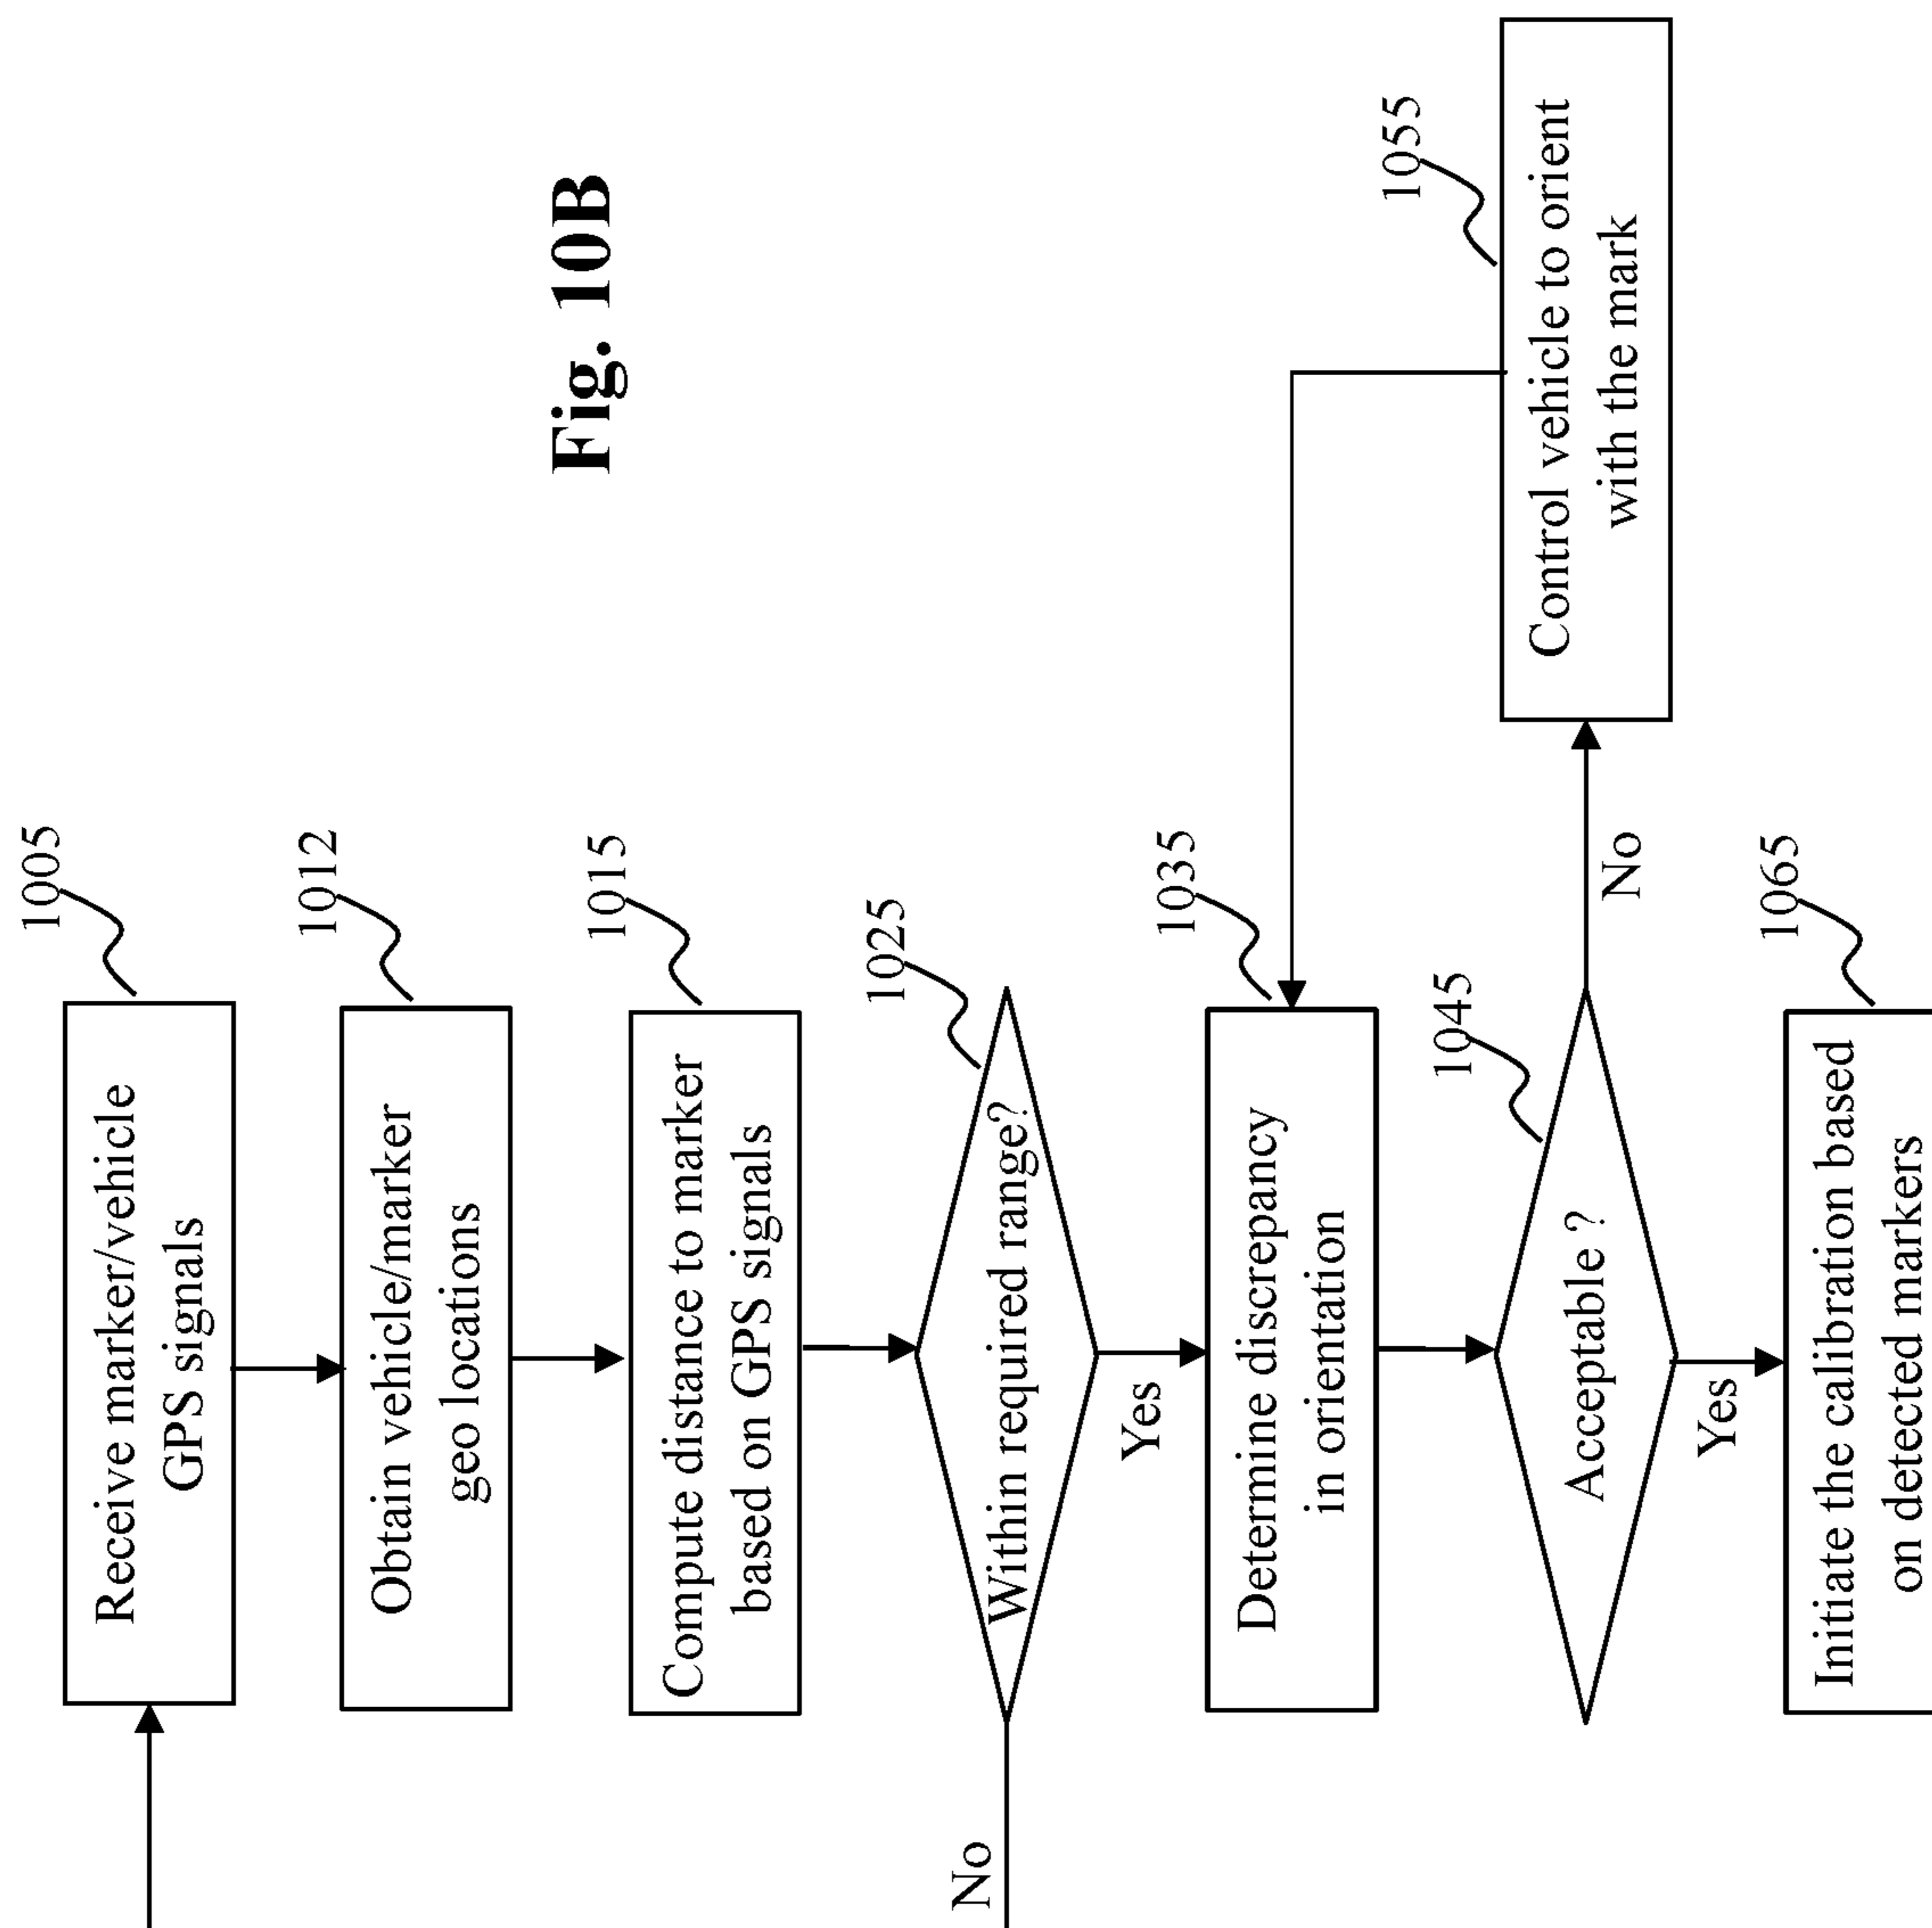 1005
Receive marker/vehicle
GPS signals
1012
Obtain vehicle/marker
geo locations
1015
Compute distance to marker
based on GPS signals
Fig. 10B
1025
Within required range?
No
Yes
1035
Determine discrepancy
in orientation
1045
Acceptable ?
No
Yes
1055
Control vehicle to orient
with the mark
1065
Initiate the calibration based
on detected markers